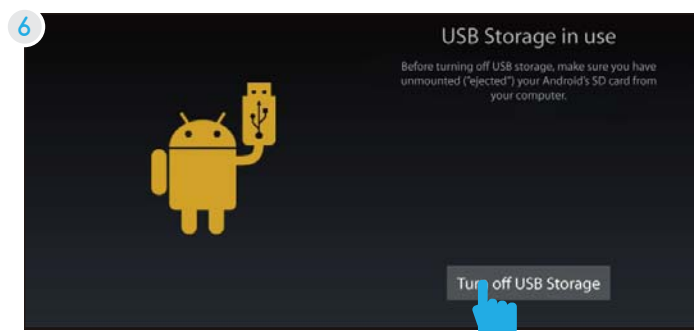 6
USB Storage in use
Before turning off USB storage, make sure you have
unmounted ("ejected") your Android's SD card from
your computer.
Turn off USB Storage